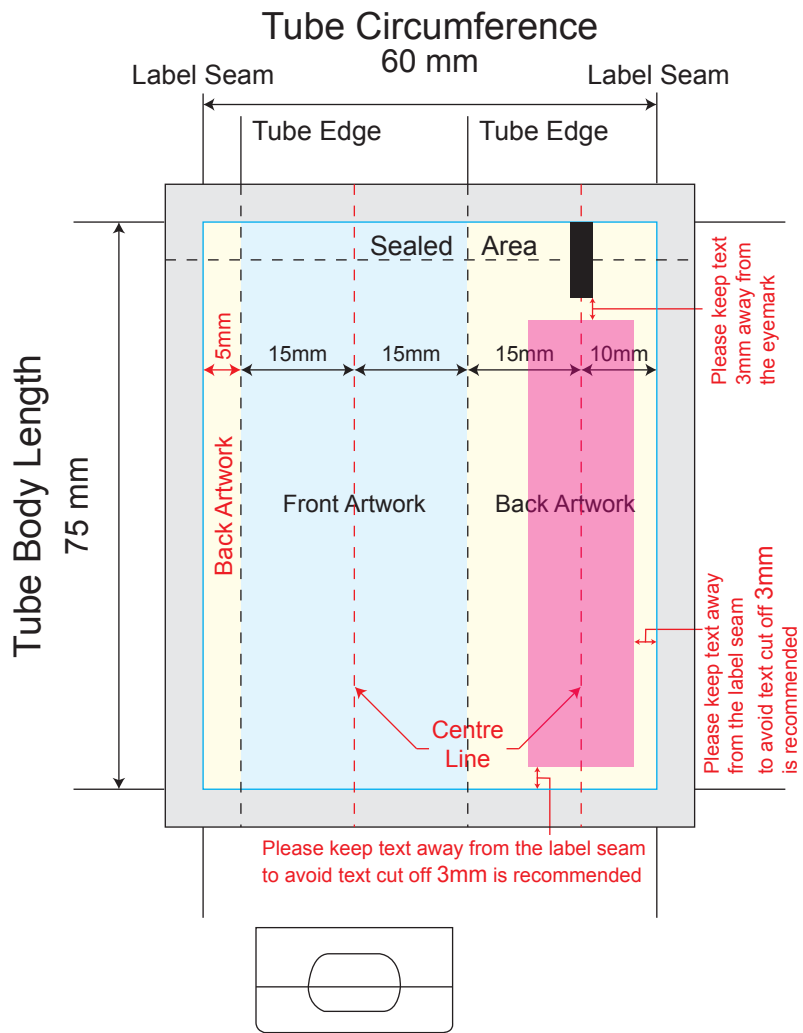 Tube Circumference
60 mm
Label Seam
Label Seam
Tube Edge
Tube Edge
Sealed Area
Please keep text
3mm away from
the eyemark
5mm
15mm
15mm
15mm
10mm
Tube Body Length
75 mm
Back Artwork
Front Artwork
Back Artwork
Please keep text away
from the label seam
to avoid text cut off 3mm
is recommended
Centre
Line
Please keep text away from the label seam
to avoid text cut off 3mm is recommended